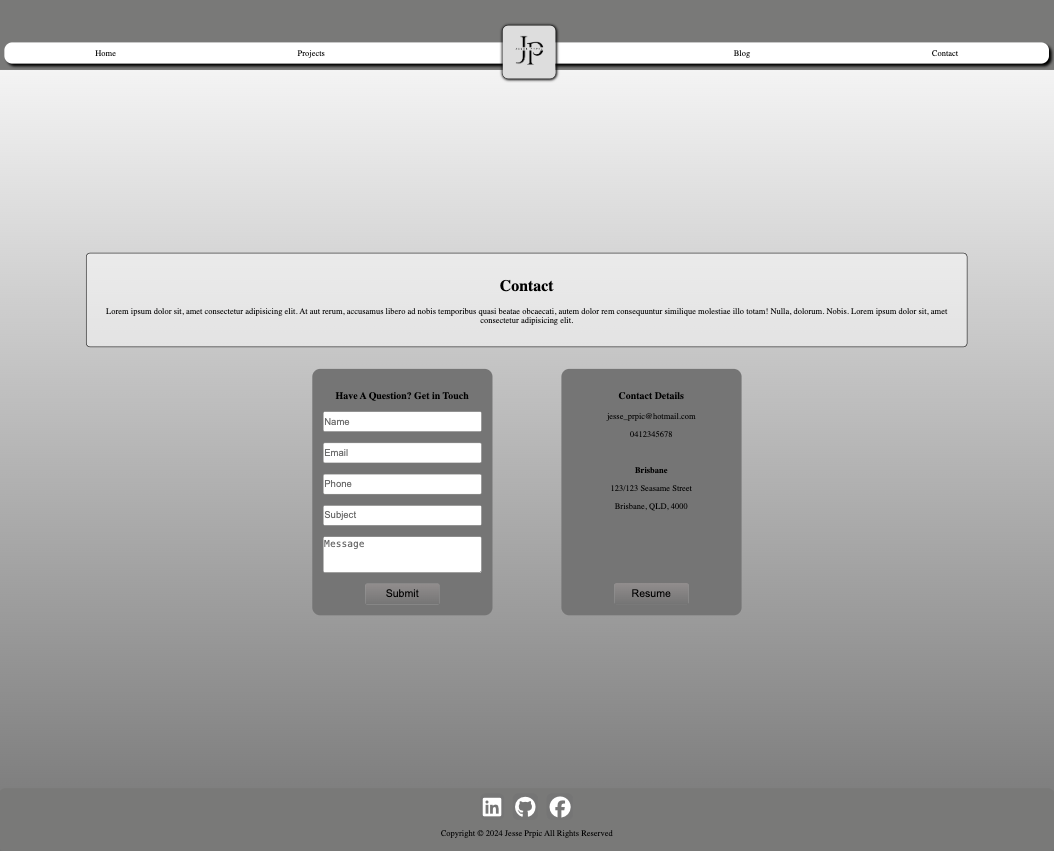 Home
Projects
Jp
Blog
Contact
Contact
Lorem ipsum dolor sit, amet consectetur adipisicing elit. At aut rerum, accusamus libero ad nobis temporibus quasi beatae obcaecati, autem dolor rem consequuntur similique molestiae illo totam! Nulla, dolorum. Nobis. Lorem ipsum dolor sit, amet
consectetur adipisicing elit.
Have A Question? Get in Touch
Name
Email
Phone
Subject
Message
Submit
Contact Details
jesse_prpic@hotmail.com
0412345678
Brisbane
123/123 Seasame Street
Brisbane, QLD, 4000
Resume
Copyright © 2024 Jesse Prpic All Rights Reserved